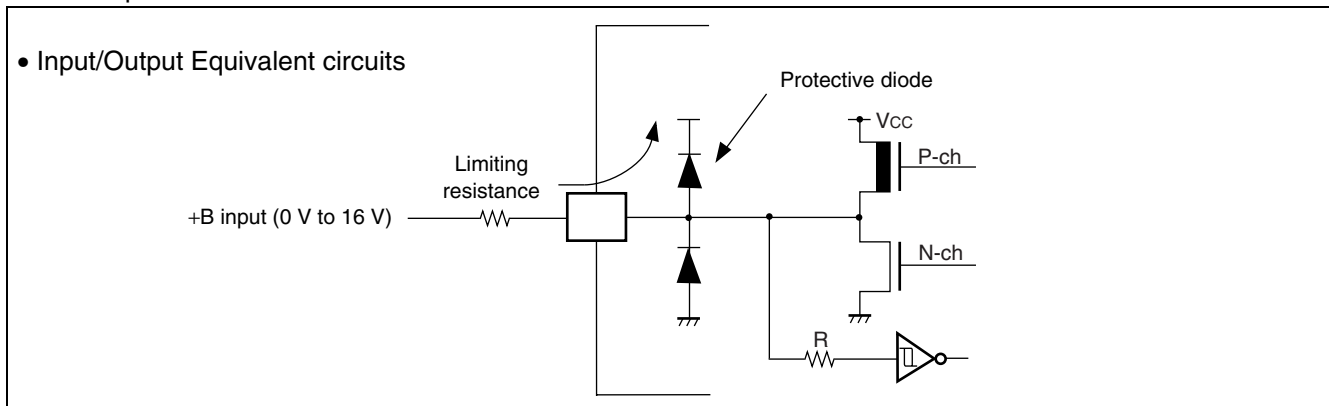 • Input/Output Equivalent circuits
Protective diode
VCC
P-ch
Limiting
resistance
+B input (0 V to 16 V)
N-ch
R